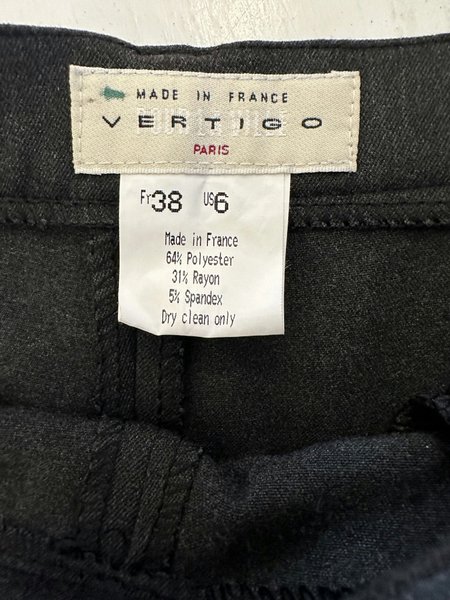 MADE IN FRANCE
VERTIGO
PARIS
Fr38 US6
Made in France
64% Polyester
31% Rayon
5% Spandex
Dry clean only